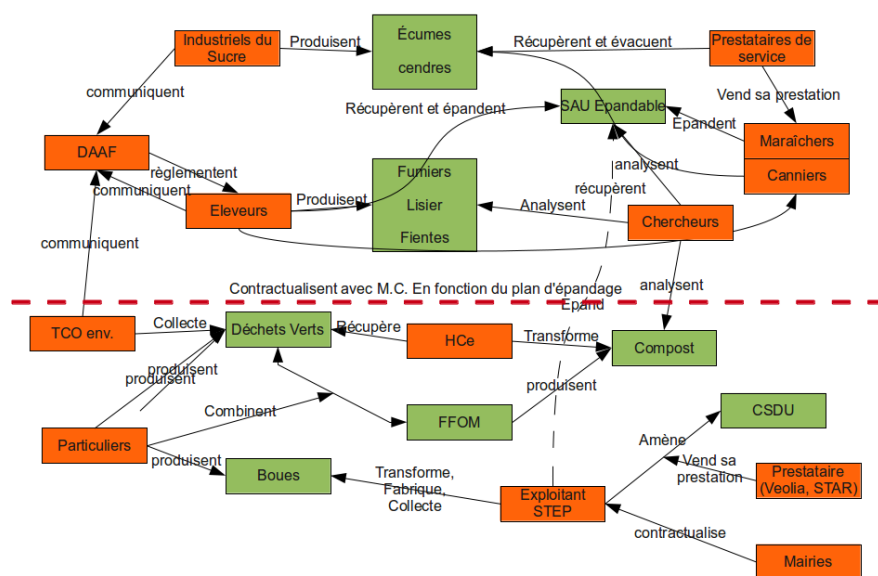 Industriels du
Sucre
Produisent
Écumes
cendres
Récupèrent et évacuent
Prestataires de
service
communiquent
Vend sa prestation
Récupèrent et épandent
SAU Epandable
Épandent
Maraîchers
DAAF
règlementent
communiquent
Fumiers
Lisier
Fientes
analysent
récupèrent
Canniers
Eleveurs
Produisent
Analysent
Chercheurs
communiquent
analysent
Contractualisent avec M.C. En fonction du plan d'épandage
Epand
TCO env.
Collecte
Déchets Verts
Récupère
HCe
Transforme
Compost
produisent
produisent
produisent
Combinent
FFOM
CSDU
Particuliers
produisent
Boues
Amène
Transforme,
Fabrique,
Collecte
Vend sa
prestation
Prestataire
(Veolia, STAR)
Exploitant
STEP
contractualise
Mairies